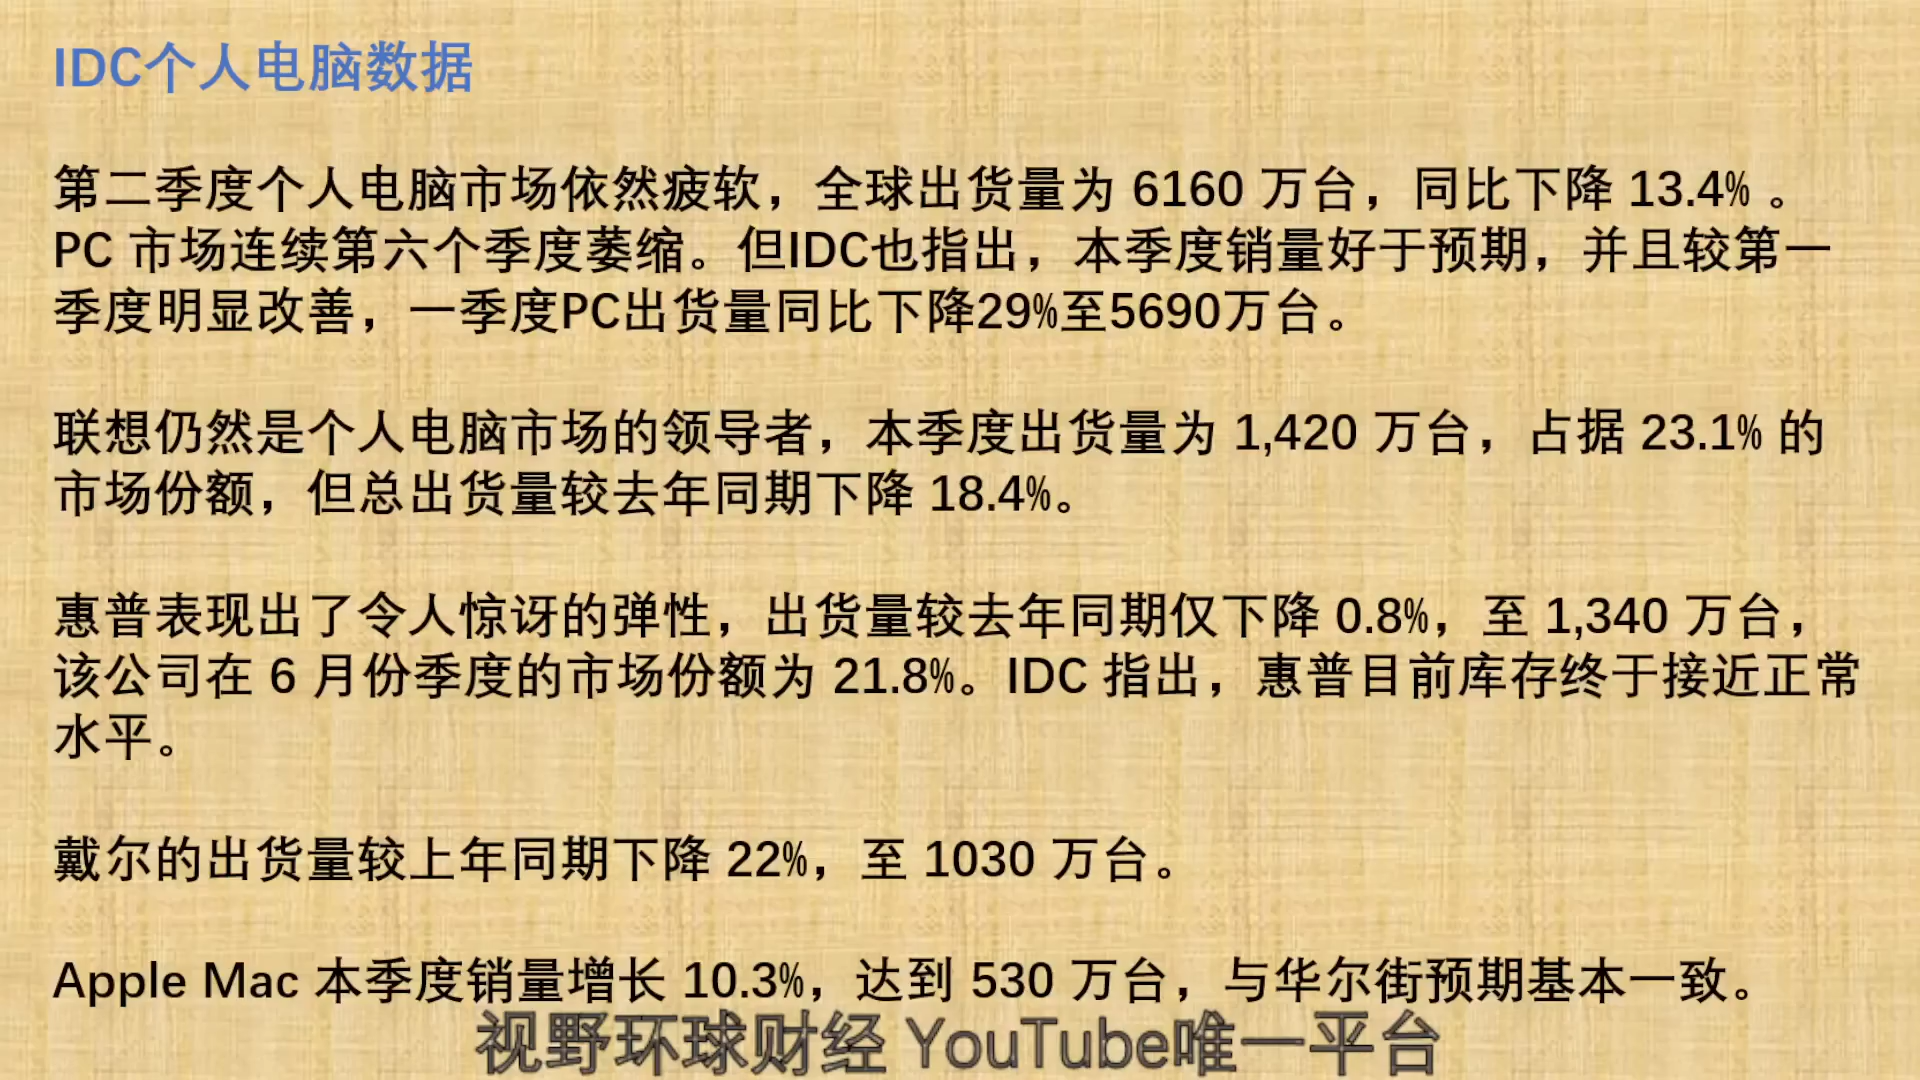 IDC个人电脑数据
第二季度个人电脑市场依然疲软，全球出货量为 6160 万台，同比下降 13.4% 。
PC 市场连续第六个季度萎缩。但IDC也指出，本季度销量好于预期，并且较第一
季度明显改善，一季度PC出货量同比下降29%至5690万台。
联想仍然是个人电脑市场的领导者，本季度出货量为 1,420 万台，占据 23.1% 的
市场份额，但总出货量较去年同期下降 18.4%。
惠普表现出了令人惊讶的弹性，出货量较去年同期仅下降 0.8%，至 1,340 万台，
该公司在 6 月份季度的市场份额为 21.8%。IDC 指出，惠普目前库存终于接近正常
水平。
戴尔的出货量较上年同期下降 22%，至 1030 万台。
Apple Mac 本季度销量增长 10.3%，达到 530 万台，与华尔街预期基本一致。
视野环球财经 YouTube唯一平台